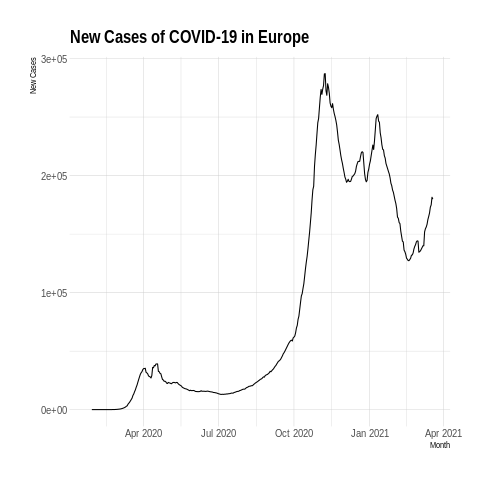 New Cases of COVID-19 in Europe
New Cases
3e+05
2e+05
1e+05
0e+00
Apr 2020 Jul 2020 Oct 2020 Jan 2021 Apr 2021
Month